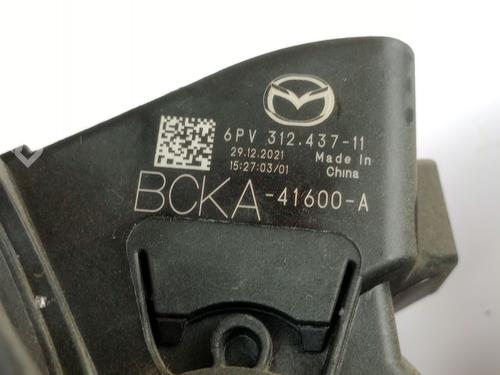 6PV 312.437-11
29.12.2021 Made In
15:27:03/01 China
BCKA-41600-A